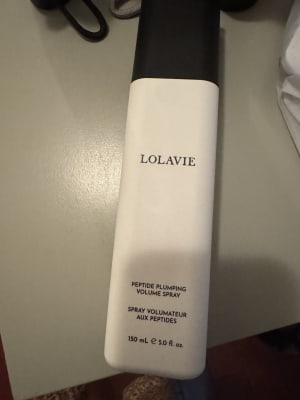 LOLAVIE
PEPTIDE PLUMPING
VOLUME SPRAY
SPRAY VOLUMATEUR
AUX PEPTIDES
150 mL ℮ 5.0 fl. oz.